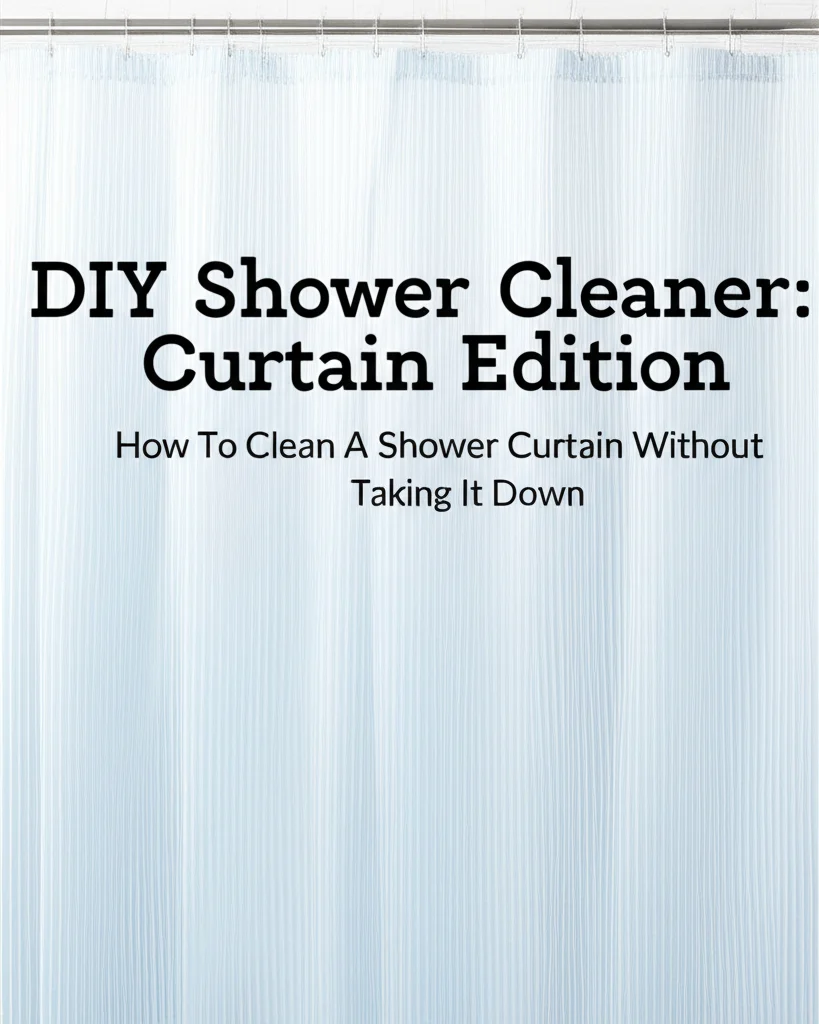 DIY Shower Cleaner:
Curtain Edition
How To Clean A Shower Curtain Without
Taking It Down